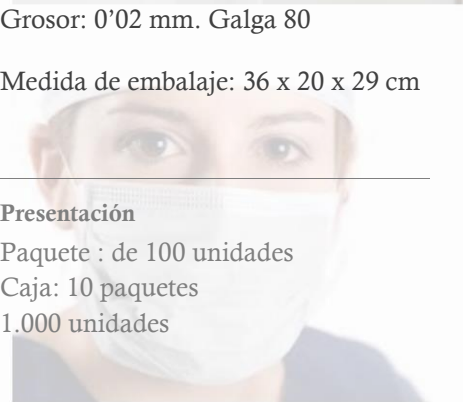 Grosor: 0’02 mm. Galga 80
Medida de embalaje: 36 x 20 x 29 cm
Presentación
Paquete : de 100 unidades
Caja: 10 paquetes
1.000 unidades